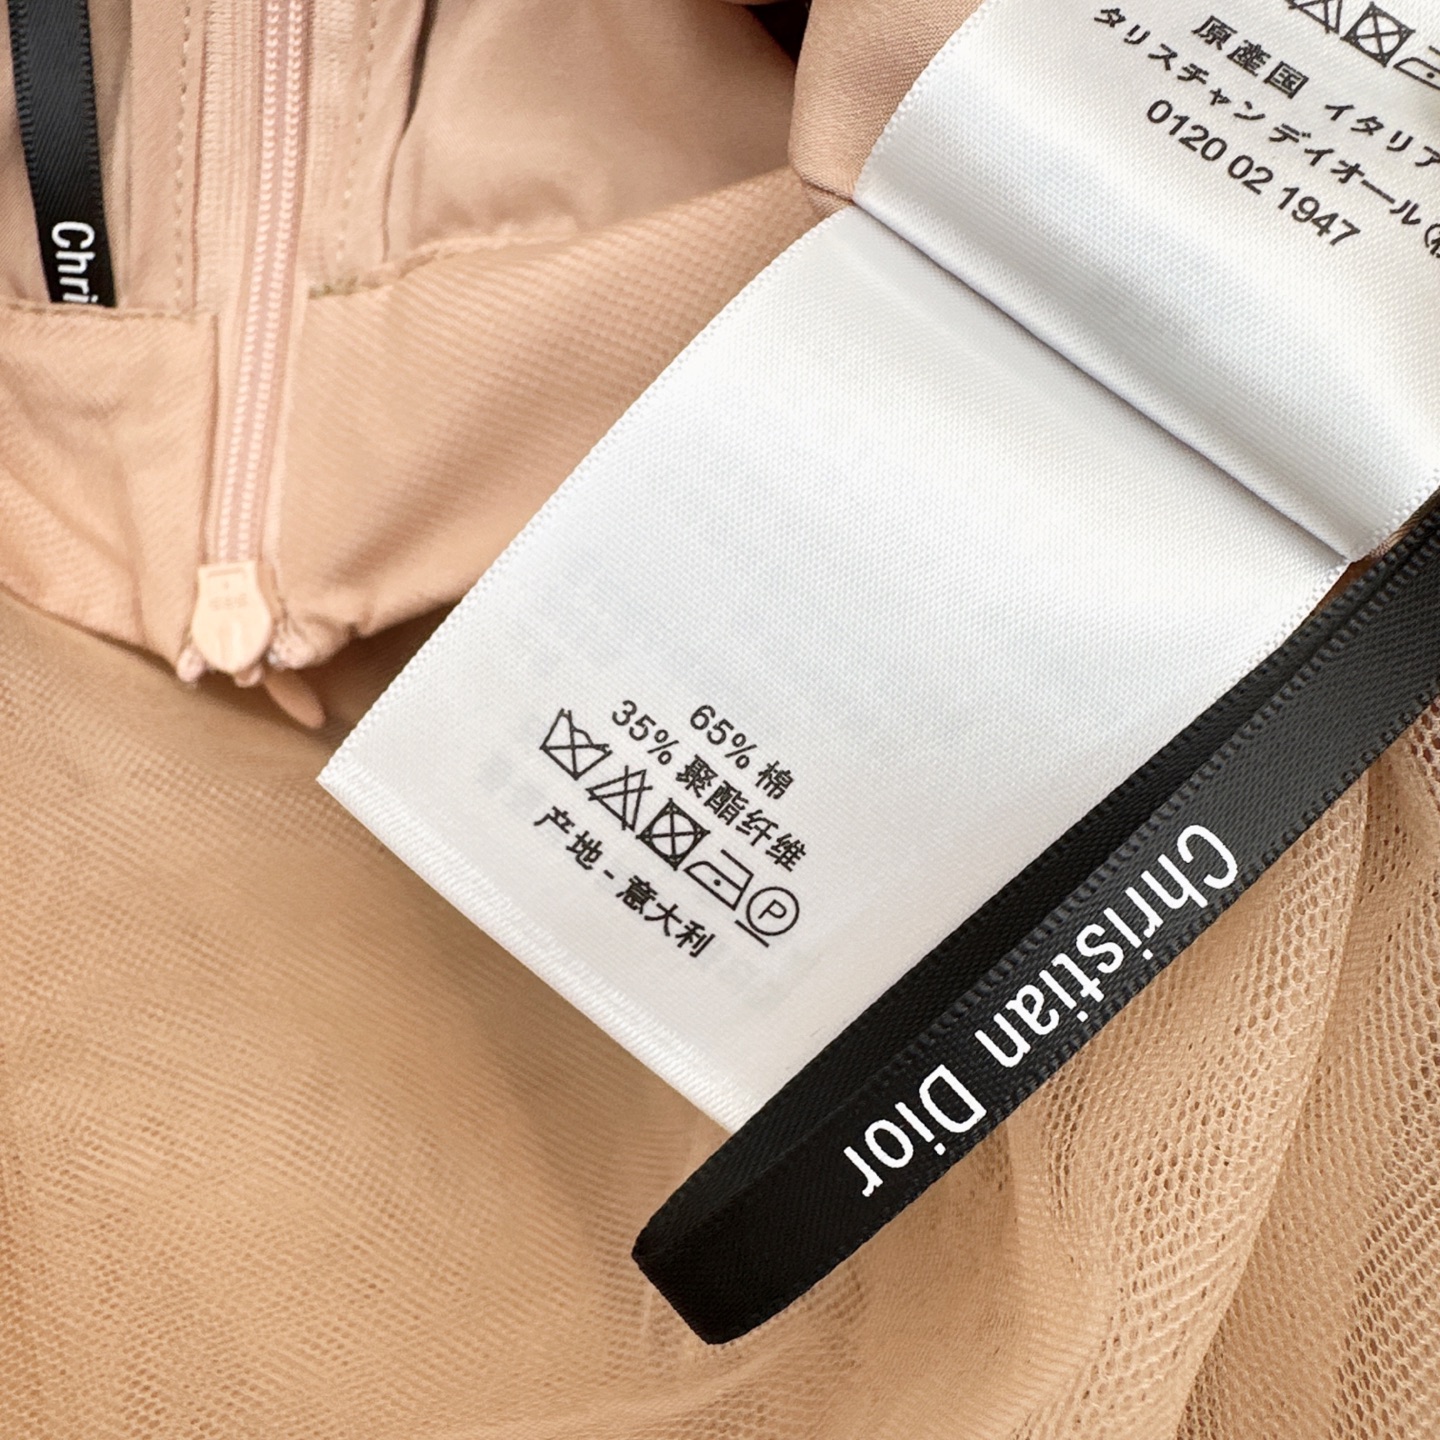 原産国 イタリア
タリスチャン ディオール
0120 02 1947
65% 棉
35% 聚酯纤维
P
产地 - 意大利
Christian Dior
Chri